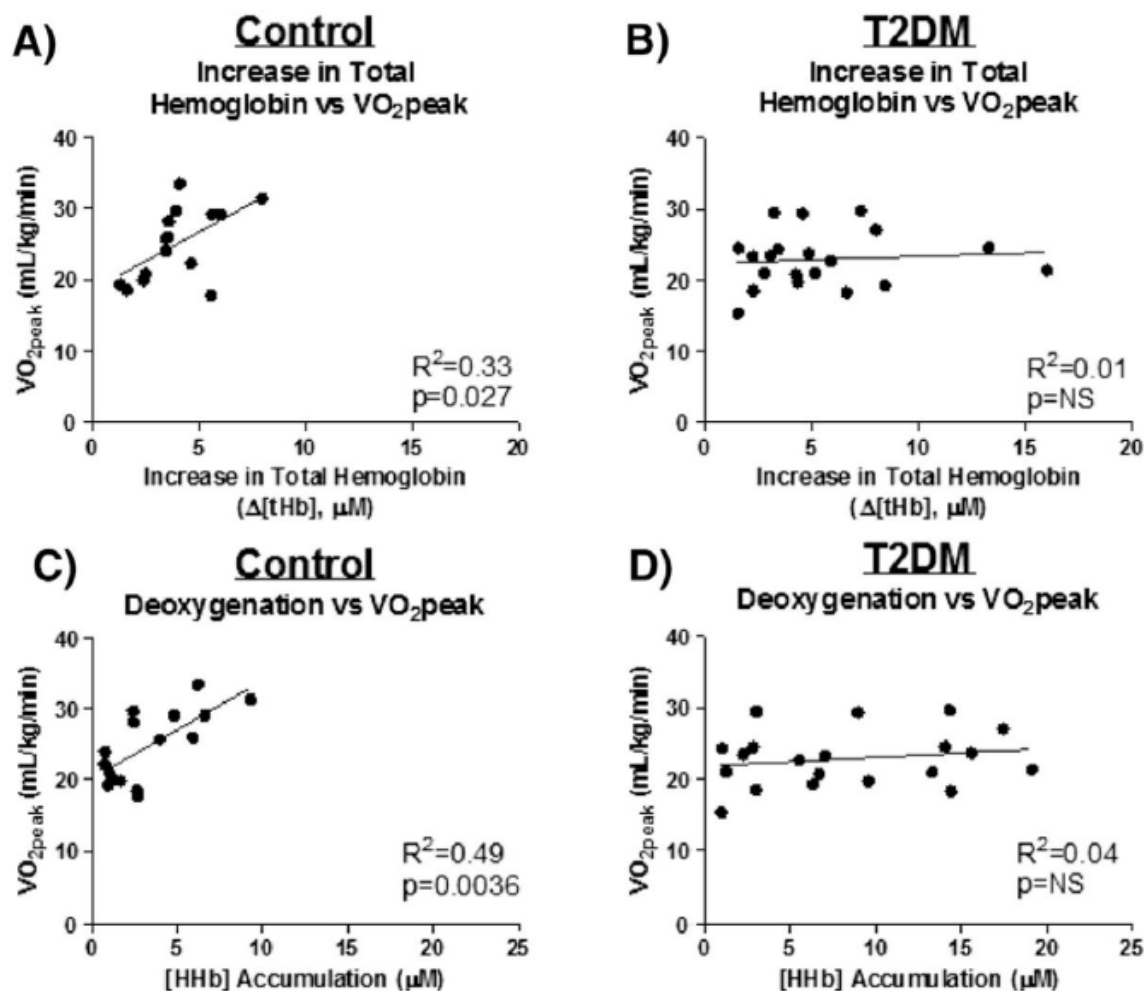 A)
Control
Increase in Total
Hemoglobin vs VO₂peak
VO₂peak (mL/kg/min)
40
30
20
10
0
R²=0.33
p=0.027
0 5 10 15 20
Increase in Total Hemoglobin
(Δ[tHb], μM)
B)
T2DM
Increase in Total
Hemoglobin vs VO₂peak
VO₂peak (mL/kg/min)
40
30
20
10
0
R²=0.01
p=NS
0 5 10 15 20
Increase in Total Hemoglobin
(Δ[tHb], μM)
C)
Control
Deoxygenation vs VO₂peak
VO₂peak (mL/kg/min)
40
30
20
10
0
R²=0.49
p=0.0036
0 5 10 15 20 25
[HHb] Accumulation (μM)
D)
T2DM
Deoxygenation vs VO₂peak
VO₂peak (mL/kg/min)
40
30
20
10
0
R²=0.04
p=NS
0 5 10 15 20 25
[HHb] Accumulation (μM)